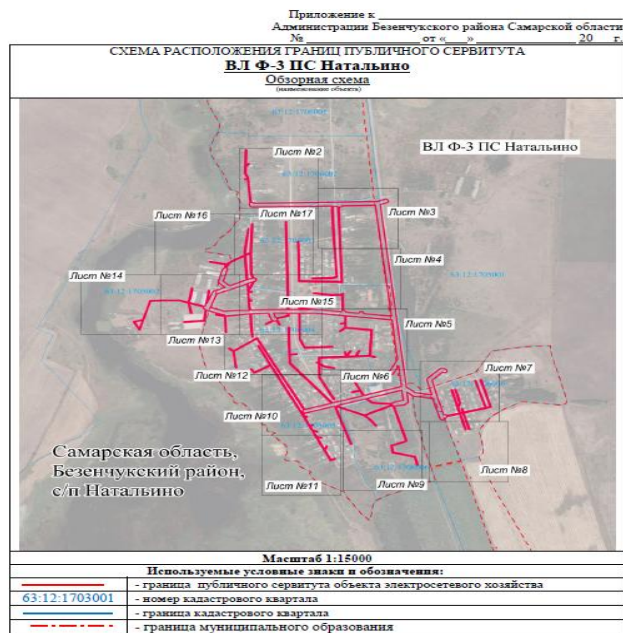 Приложение к
Администрации Безенчукского района Самарской области
№ от «__» 20 г.
СХЕМА РАСПОЛОЖЕНИЯ ГРАНИЦ ПУБЛИЧНОГО СЕРВИТУТА
ВЛ Ф-3 ПС Натальино
Обзорная схема
(наименование объекта)
Лист №2
ВЛ Ф-3 ПС Натальино
Лист №16
Лист №17
Лист №3
Лист №4
Лист №14
Лист №15
Лист №5
Лист №13
Лист №12
Лист №6
Лист №7
Лист №10
Самарская область,
Безенчукский район,
с/п Натальино
Лист №11
Лист №9
Лист №8
Масштаб 1:15000
Используемые условные знаки и обозначения:
- граница публичного сервитута объекта электросетевого хозяйства
63:12:1703001 - номер кадастрового квартала
- граница кадастрового квартала
- граница муниципального образования